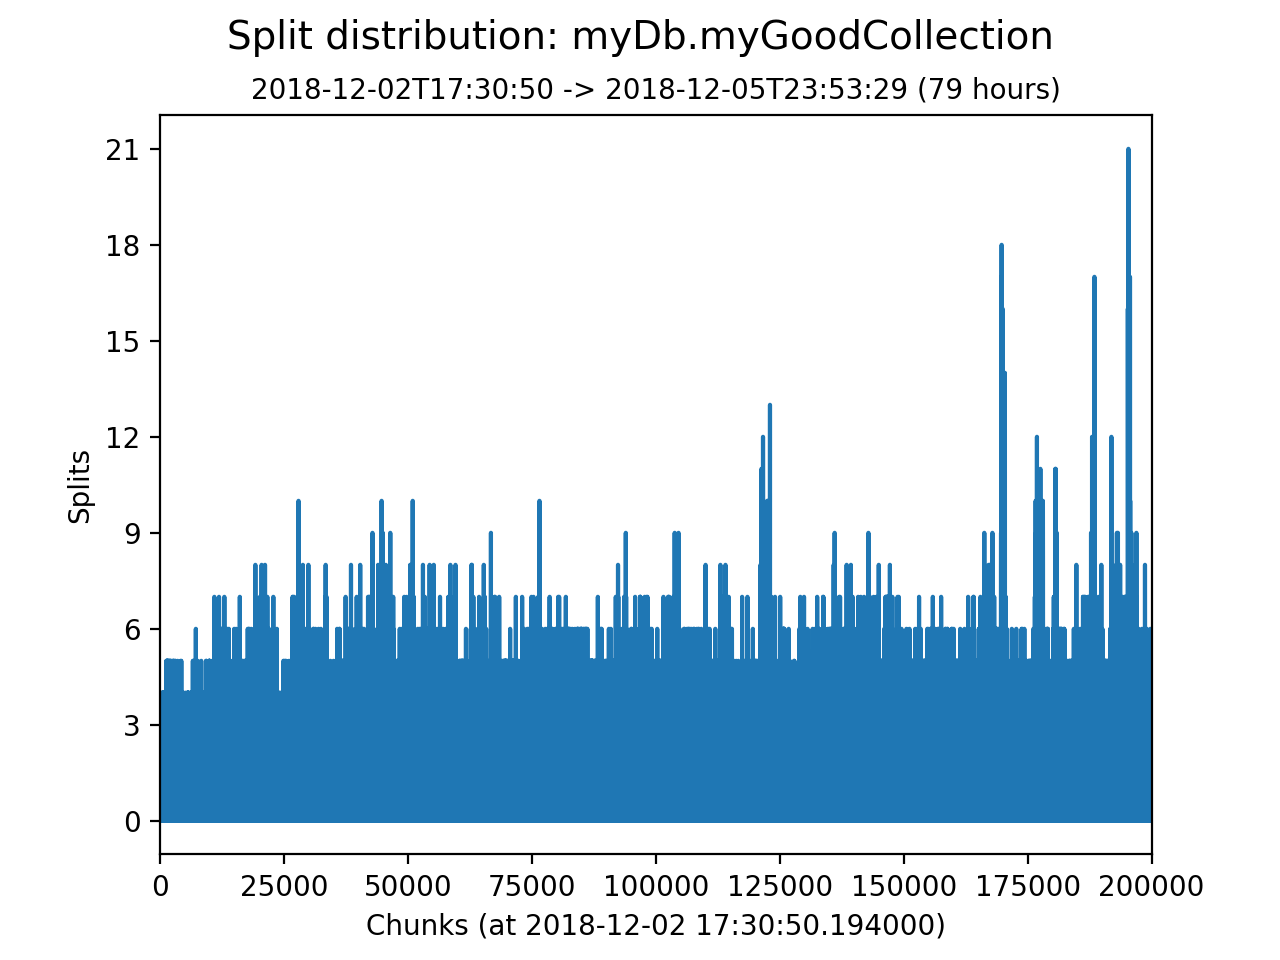 Split distribution: myDb.myGoodCollection
2018-12-02T17:30:50 -> 2018-12-05T23:53:29 (79 hours)
21
18
15
12
9
6
3
0
Splits
0 25000 50000 75000 100000 125000 150000 175000 200000
Chunks (at 2018-12-02 17:30:50.194000)